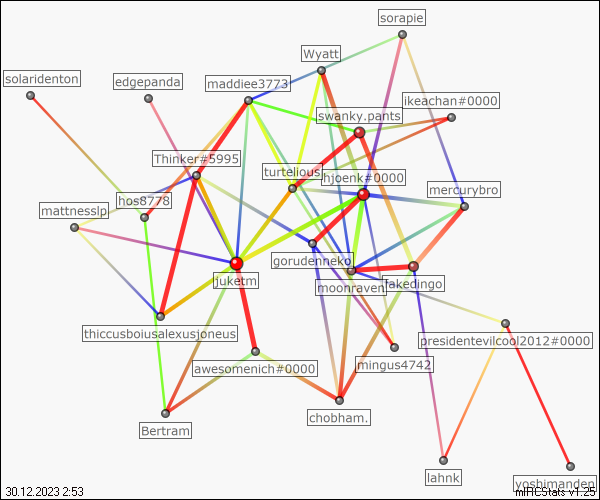 sorapie
Wyatt
solaridenton
edgepanda
maddiee3773
ikeachan#0000
swanky.pants
Thinker#5995
turtelious
hjoenk#0000
mercurybro
hos8778
mattnesslp
gorudenneko
juketm
moonraven
fakedingo
thiccusboiusalexusjoneus
presidentevilcool2012#0000
awesomenich#0000
mingus4742
chobham.
Bertram
lahnk
yoshimanden
30.12.2023 2:53
mIRCStats v1.25